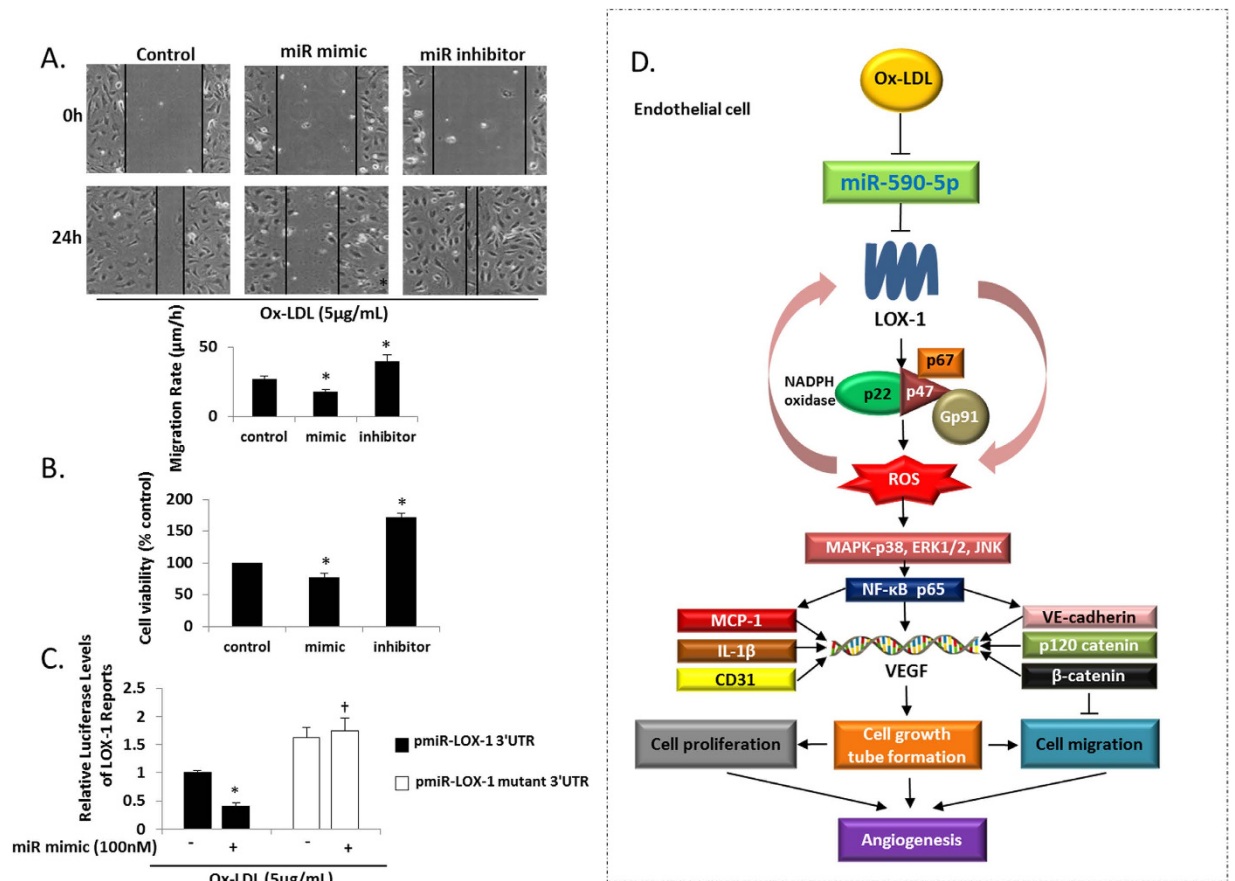 A.
Control
miR mimic
miR inhibitor
0h
24h
*
Ox-LDL (5µg/mL)
Migration Rate (µm/h)
50
0
*
*
control
mimic
inhibitor
B.
Cell viability (% control)
200
150
100
50
0
*
*
control
mimic
inhibitor
C.
Relative Luciferase Levels
of LOX-1 Reports
2.5
2
1.5
1
0.5
0
*
†
pmiR-LOX-1 3'UTR
pmiR-LOX-1 mutant 3'UTR
miR mimic (100nM)
-
+
-
+
Ox-LDL (5µg/mL)
D.
Endothelial cell
Ox-LDL
miR-590-5p
LOX-1
NADPH
oxidase
p22
p47
p67
Gp91
ROS
MAPK-p38, ERK1/2, JNK
NF-κB p65
MCP-1
IL-1β
CD31
VEGF
VE-cadherin
p120 catenin
β-catenin
Cell proliferation
Cell growth
tube formation
Cell migration
Angiogenesis